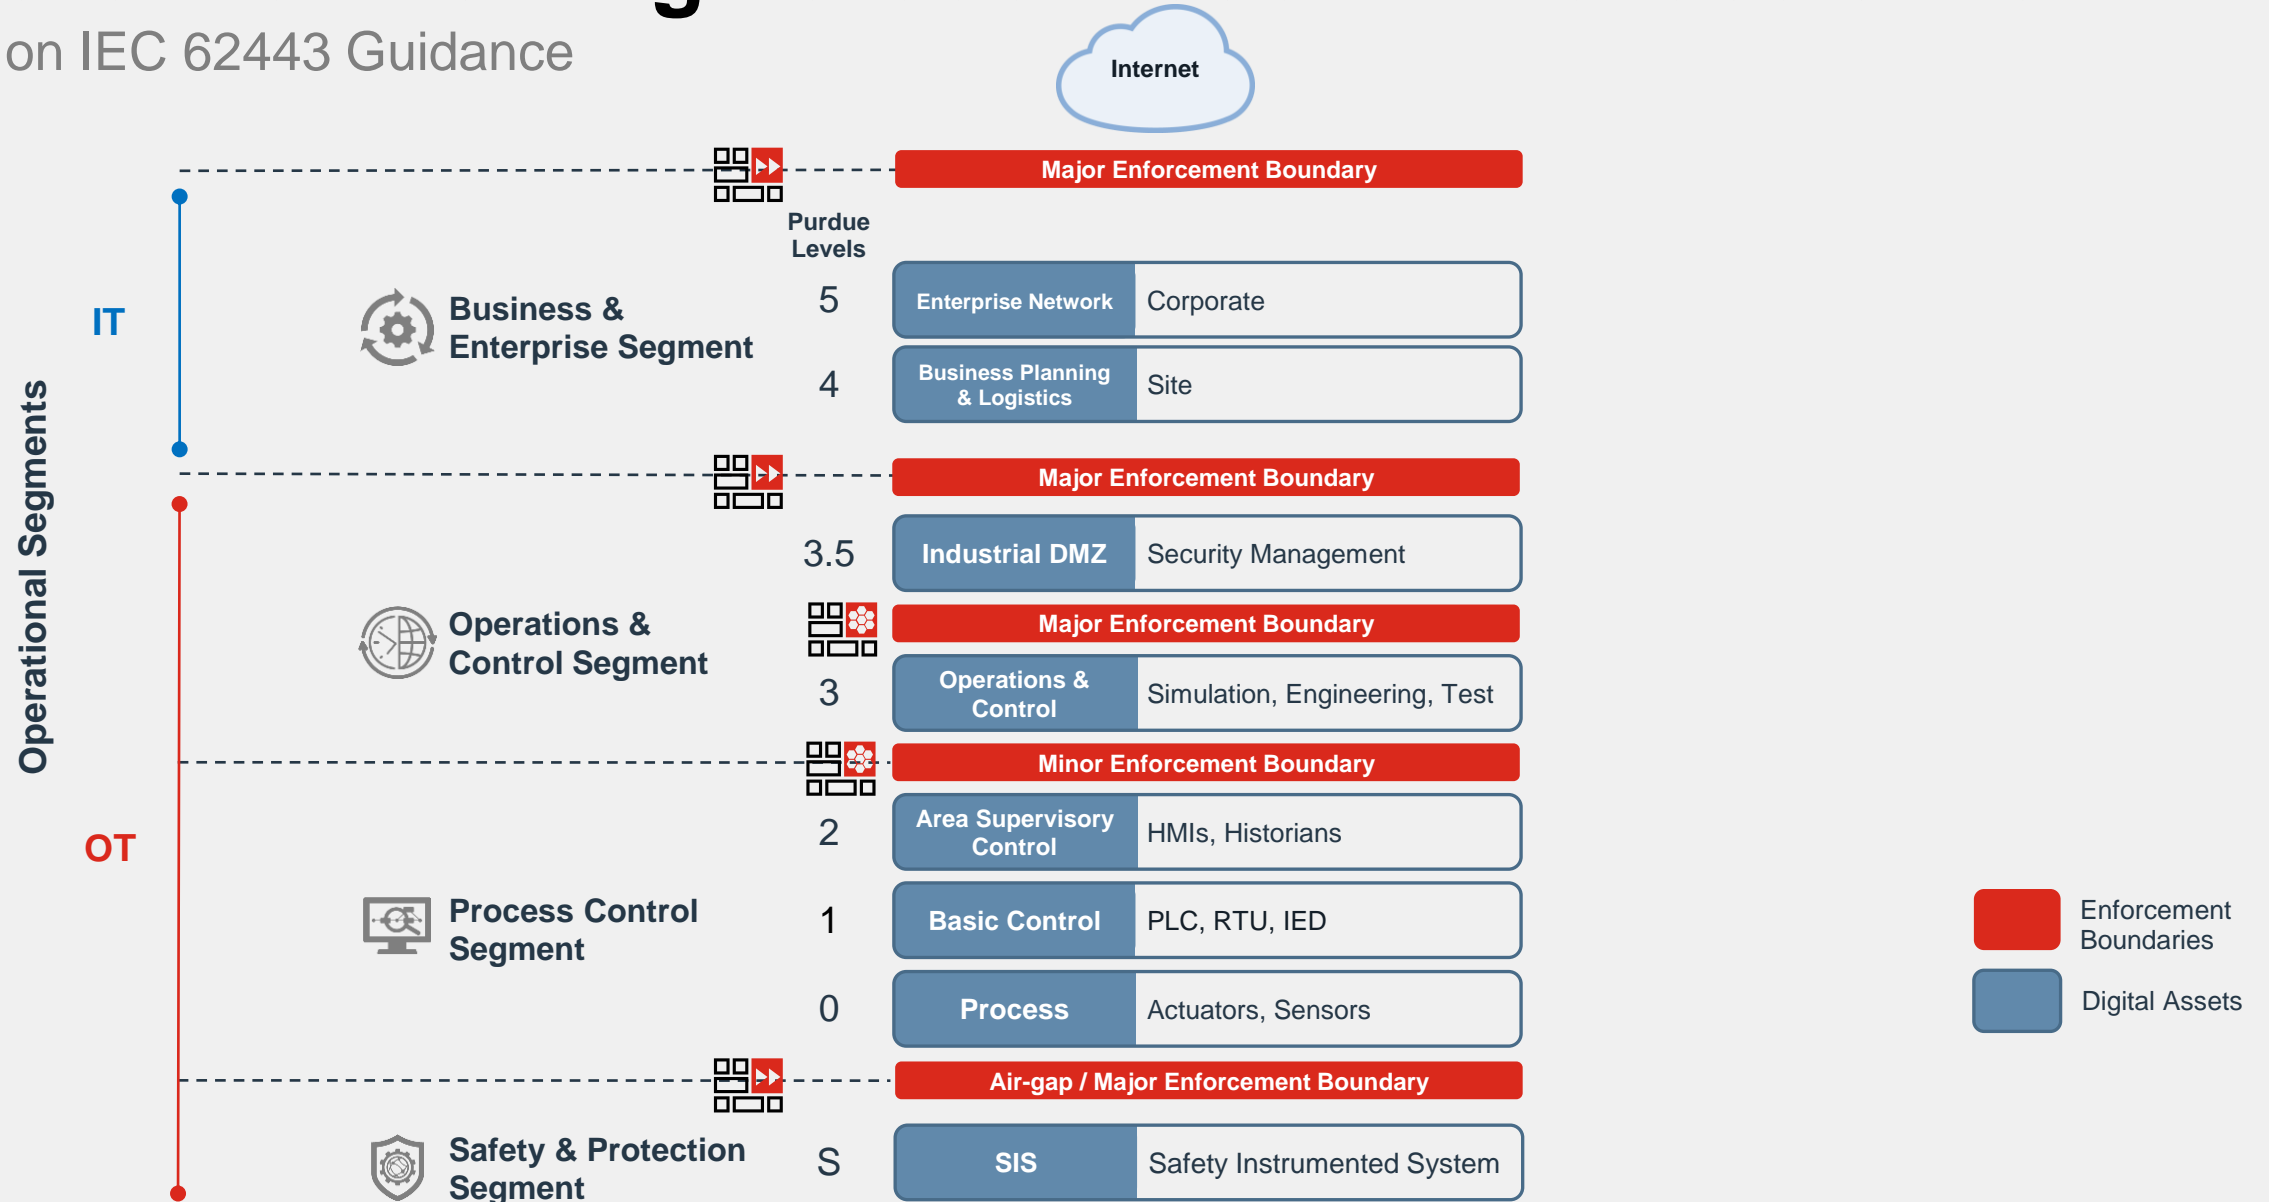 on IEC 62443 Guidance
Internet
Major Enforcement Boundary
Purdue
Levels
Operational Segments
IT
Business &
Enterprise Segment
5
Enterprise Network
Corporate
4
Business Planning
& Logistics
Site
Major Enforcement Boundary
3.5
Industrial DMZ
Security Management
Operations &
Control Segment
Major Enforcement Boundary
3
Operations &
Control
Simulation, Engineering, Test
Minor Enforcement Boundary
OT
2
Area Supervisory
Control
HMIs, Historians
Process Control
Segment
1
Basic Control
PLC, RTU, IED
0
Process
Actuators, Sensors
Air-gap / Major Enforcement Boundary
Safety & Protection
Segment
S
SIS
Safety Instrumented System
Enforcement
Boundaries
Digital Assets